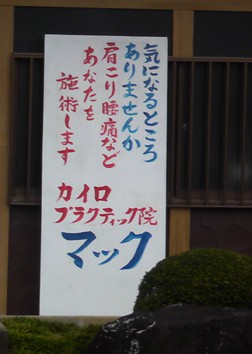 気になるところ
ありませんか
肩こり腰痛など
あなたを
施術します
カイロ
プラクティック院
マック